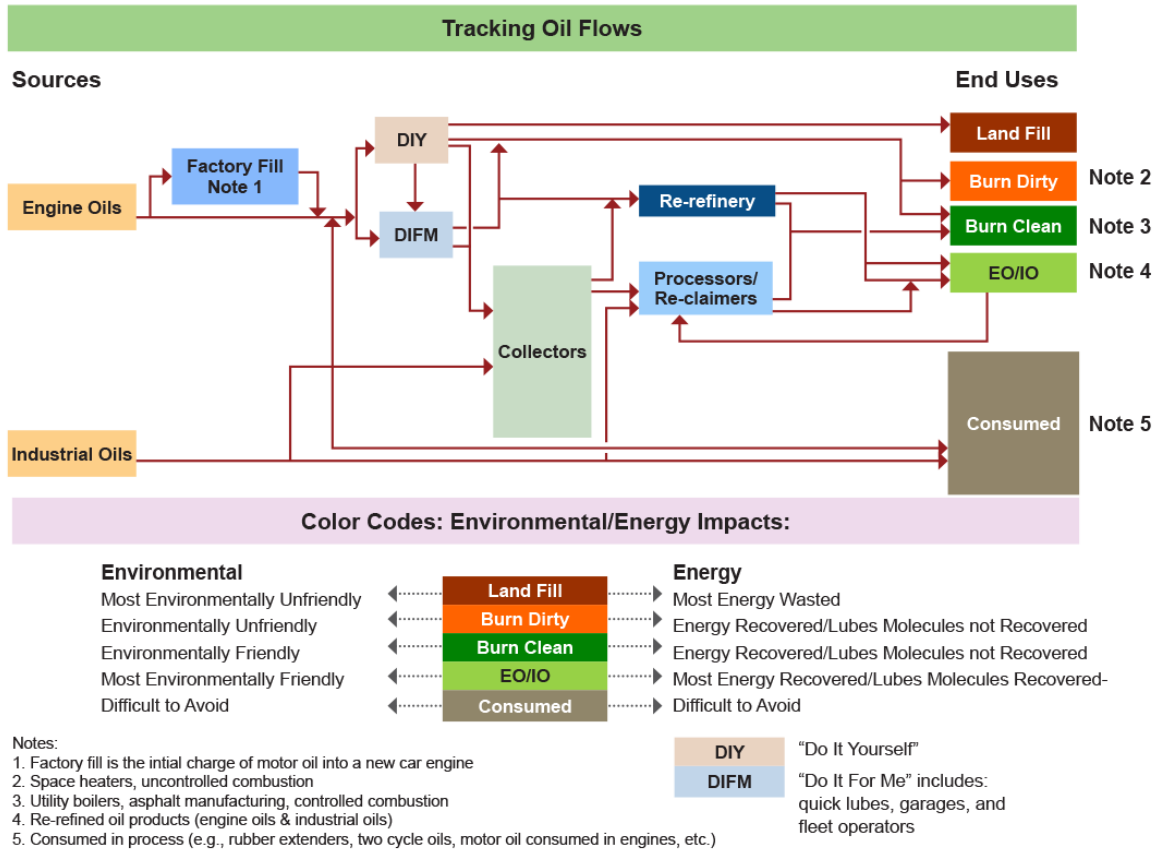 Tracking Oil Flows
Sources
End Uses
Land Fill
DIY
Factory Fill
Note 1
Burn Dirty
Note 2
Engine Oils
Re-refinery
Burn Clean
Note 3
DIFM
EO/IO
Note 4
Processors/
Re-claimers
Collectors
Consumed
Note 5
Industrial Oils
Color Codes: Environmental/Energy Impacts:
Environmental
Energy
Most Environmentally Unfriendly
Land Fill
Most Energy Wasted
Environmentally Unfriendly
Burn Dirty
Energy Recovered/Lubes Molecules not Recovered
Environmentally Friendly
Burn Clean
Energy Recovered/Lubes Molecules not Recovered
Most Environmentally Friendly
EO/IO
Most Energy Recovered/Lubes Molecules Recovered-
Difficult to Avoid
Consumed
Difficult to Avoid
Notes:
1. Factory fill is the intial charge of motor oil into a new car engine
2. Space heaters, uncontrolled combustion
3. Utility boilers, asphalt manufacturing, controlled combustion
4. Re-refined oil products (engine oils & industrial oils)
5. Consumed in process (e.g., rubber extenders, two cycle oils, motor oil consumed in engines, etc.)
DIY
“Do It Yourself”
DIFM
“Do It For Me” includes:
quick lubes, garages, and
fleet operators